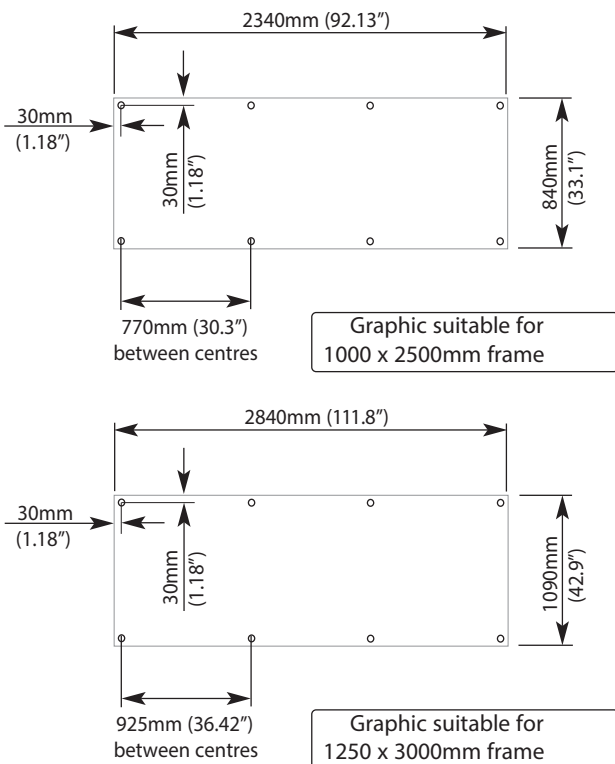 2340mm (92.13″)
30mm
(1.18″)
30mm
(1.18″)
840mm
(33.1″)
770mm (30.3″)
between centres
Graphic suitable for
1000 x 2500mm frame
2840mm (111.8″)
30mm
(1.18″)
30mm
(1.18″)
1090mm
(42.9″)
925mm (36.42″)
between centres
Graphic suitable for
1250 x 3000mm frame